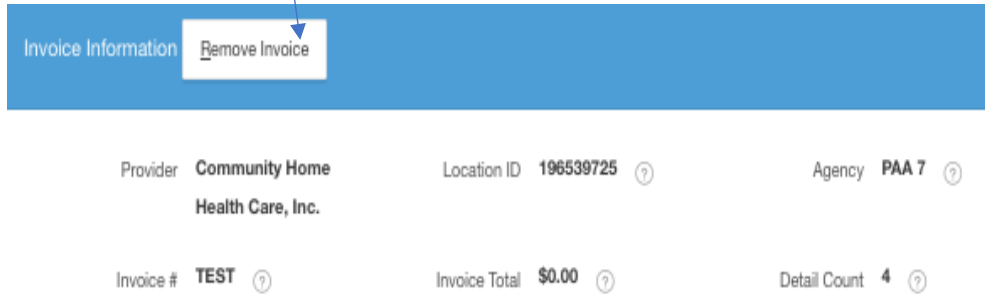 Invoice Information Remove Invoice
Provider Community Home Health Care, Inc. Location ID 196539725 ? Agency PAA 7 ?
Invoice # TEST ? Invoice Total $0.00 ? Detail Count 4 ?